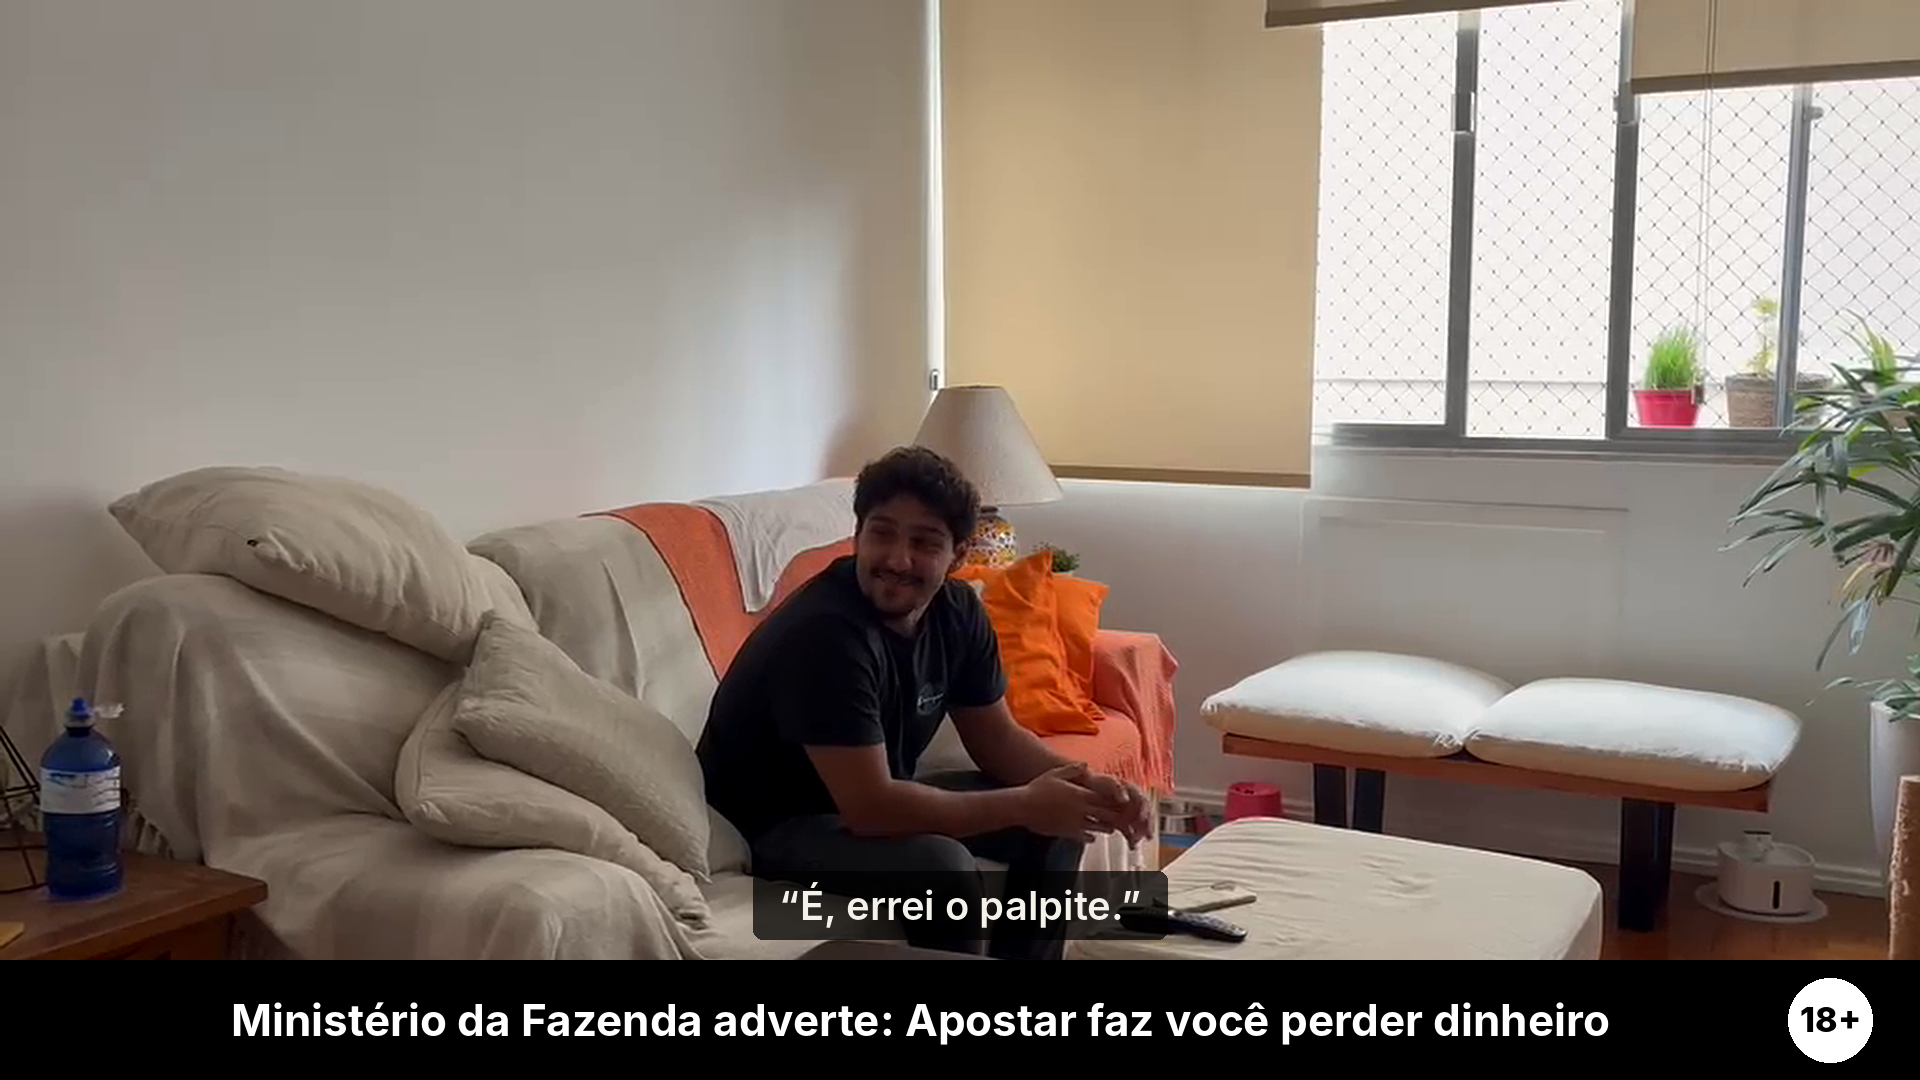 “É, errei o palpite.”
Ministério da Fazenda adverte: Apostar faz você perder dinheiro
18+